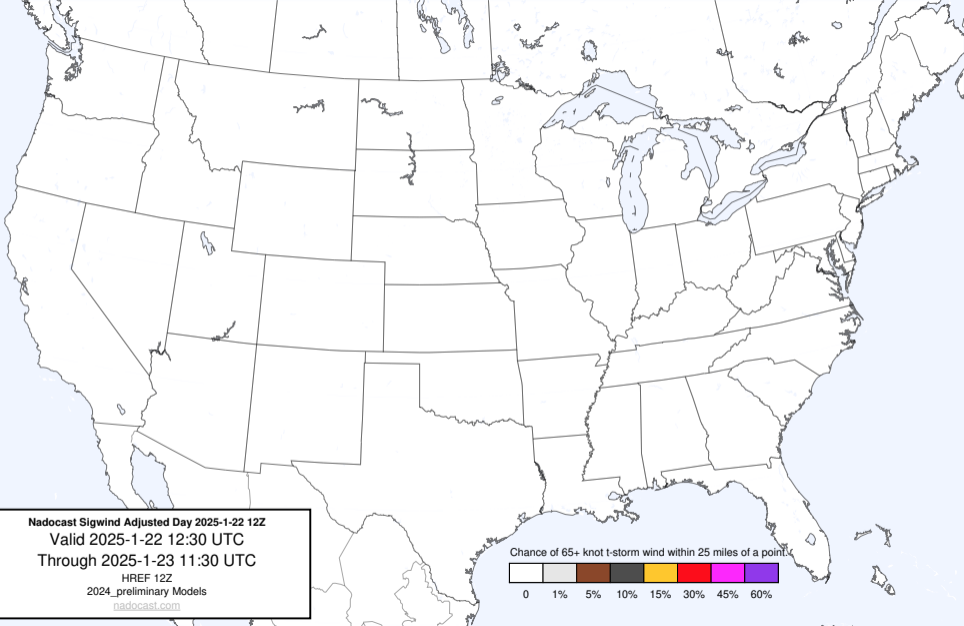 Nadocast Sigwind Adjusted Day 2025-1-22 12Z
Valid 2025-1-22 12:30 UTC
Through 2025-1-23 11:30 UTC
HREF 12Z
2024_preliminary Models
nadocast.com
Chance of 65+ knot t-storm wind within 25 miles of a point.
0 1% 5% 10% 15% 30% 45% 60%